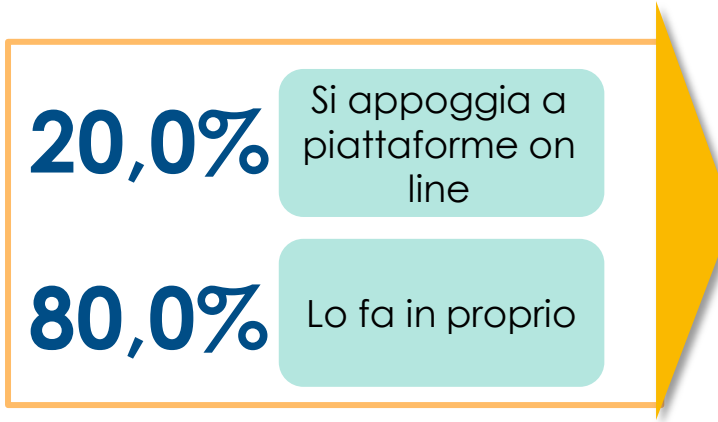 20,0%
Si appoggia a
piattaforme on
line
80,0%
Lo fa in proprio